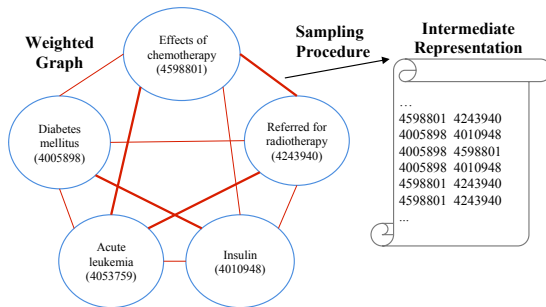 Weighted
Graph
Effects of
chemotherapy
(4598801)
Sampling
Procedure
Intermediate
Representation
Diabetes
mellitus
(4005898)
Referred for
radiotherapy
(4243940)
Acute
leukemia
(4053759)
Insulin
(4010948)
...
4598801 4243940
4005898 4010948
4005898 4598801
4005898 4010948
4598801 4243940
4598801 4243940
...